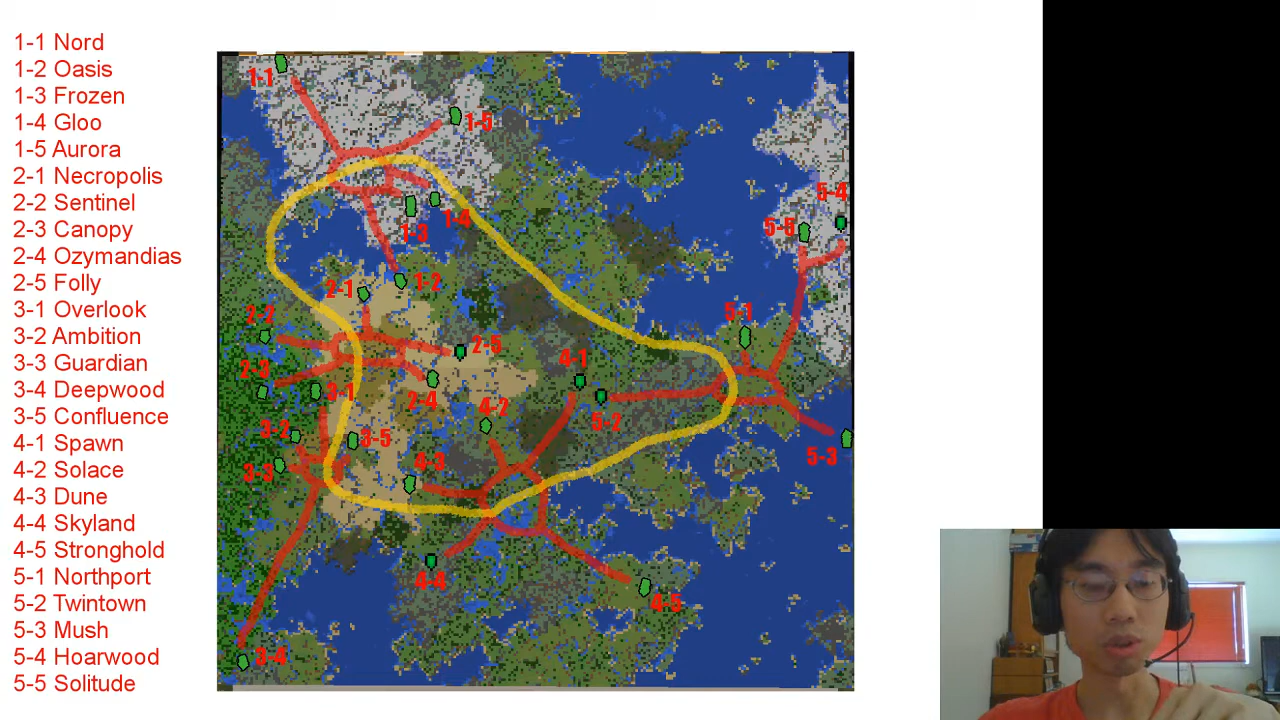 1-1 Nord
1-2 Oasis
1-3 Frozen
1-4 Gloo
1-5 Aurora
2-1 Necropolis
2-2 Sentinel
2-3 Canopy
2-4 Ozymandias
2-5 Folly
3-1 Overlook
3-2 Ambition
3-3 Guardian
3-4 Deepwood
3-5 Confluence
4-1 Spawn
4-2 Solace
4-3 Dune
4-4 Skyland
4-5 Stronghold
5-1 Northport
5-2 Twintown
5-3 Mush
5-4 Hoarwood
5-5 Solitude
1-1
1-5
5-4
1-4
5-5
1-3
1-2
2-1
2-2
5-1
2-5
4-1
2-3
3-1
2-4
4-2
5-2
3-2
3-5
5-3
4-3
3-3
4-4
4-5
3-4